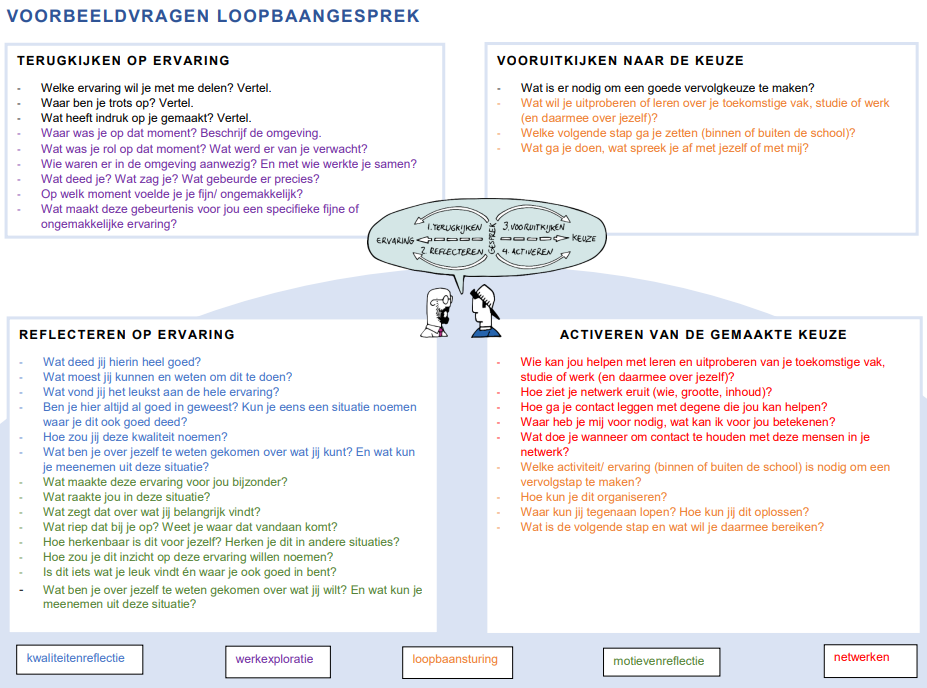 VOORBEELDVRAGEN LOOPBAANGESPREK
TERUGKIJKEN OP ERVARING
- Welke ervaring wil je met me delen? Vertel.
- Waar ben je trots op? Vertel.
- Wat heeft indruk op je gemaakt? Vertel.
- Waar was je op dat moment? Beschrijf de omgeving.
- Wat was je rol op dat moment? Wat werd er van je verwacht?
- Wie waren er in de omgeving aanwezig? En met wie werkte je samen?
- Wat deed je? Wat zag je? Wat gebeurde er precies?
- Op welk moment voelde je je fijn/ ongemakkelijk?
- Wat maakt deze gebeurtenis voor jou een specifieke fijne of
ongemakkelijke ervaring?
VOORUITKIJKEN NAAR DE KEUZE
- Wat is er nodig om een goede vervolgkeuze te maken?
- Wat wil je uitproberen of leren over je toekomstige vak, studie of werk
(en daarmee over jezelf)?
- Welke volgende stap ga je zetten (binnen of buiten de school)?
- Wat ga je doen, wat spreek je af met jezelf of met mij?
1. TERUGKIJKEN
3. VOORUITKIJKEN
ERVARING
GESPREK
KEUZE
2. REFLECTEREN
4. ACTIVEREN
REFLECTEREN OP ERVARING
- Wat deed jij hierin heel goed?
- Wat moest jij kunnen en weten om dit te doen?
- Wat vond jij het leukst aan de hele ervaring?
- Ben je hier altijd al goed in geweest? Kun je eens een situatie noemen
waar je dit ook goed deed?
- Hoe zou jij deze kwaliteit noemen?
- Wat ben je over jezelf te weten gekomen over wat jij kunt? En wat kun
je meenemen uit deze situatie?
- Wat maakte deze ervaring voor jou bijzonder?
- Wat raakte jou in deze situatie?
- Wat zegt dat over wat jij belangrijk vindt?
- Wat riep dat bij je op? Weet je waar dat vandaan komt?
- Hoe herkenbaar is dit voor jezelf? Herken je dit in andere situaties?
- Hoe zou je dit inzicht op deze ervaring willen noemen?
- Is dit iets wat je leuk vindt én waar je ook goed in bent?
- Wat ben je over jezelf te weten gekomen over wat jij wilt? En wat kun je
meenemen uit deze situatie?
ACTIVEREN VAN DE GEMAAKTE KEUZE
- Wie kan jou helpen met leren en uitproberen van je toekomstige vak,
studie of werk (en daarmee over jezelf)?
- Hoe ziet je netwerk eruit (wie, grootte, inhoud)?
- Hoe ga je contact leggen met degene die jou kan helpen?
- Waar heb je mij voor nodig, wat kan ik voor jou betekenen?
- Wat doe je wanneer om contact te houden met deze mensen in je
netwerk?
- Welke activiteit/ ervaring (binnen of buiten de school) is nodig om een
vervolgstap te maken?
- Hoe kun je dit organiseren?
- Waar kun jij tegenaan lopen? Hoe kun jij dit oplossen?
- Wat is de volgende stap en wat wil je daarmee bereiken?
kwaliteitenreflectie
werkexploratie
loopbaansturing
motievenreflectie
netwerken